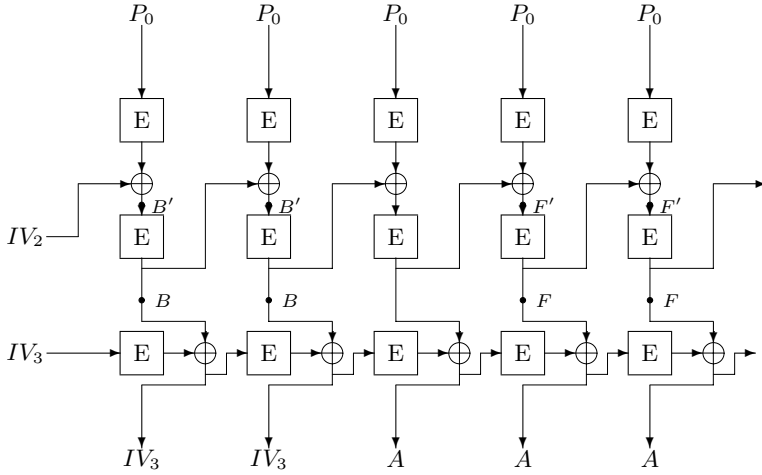 P₀ P₀ P₀ P₀ P₀
E E E E E
B′ B′ F′ F′
IV₂ E E E E E
B B F F
IV₃ E E E E E
IV₃ IV₃ A A A